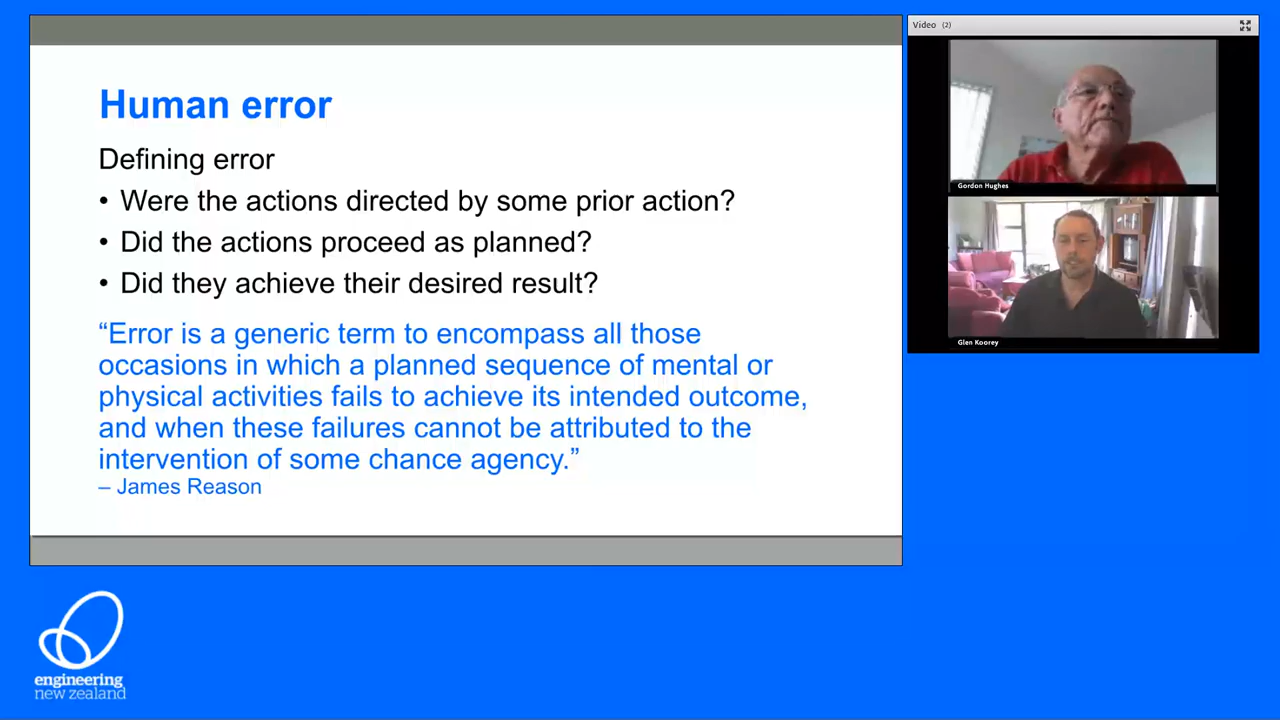 Human error
Defining error
• Were the actions directed by some prior action?
• Did the actions proceed as planned?
• Did they achieve their desired result?
“Error is a generic term to encompass all those
occasions in which a planned sequence of mental or
physical activities fails to achieve its intended outcome,
and when these failures cannot be attributed to the
intervention of some chance agency.”
– James Reason
Video (2)
Gordon Hughes
Glen Koorey
engineering
new zealand